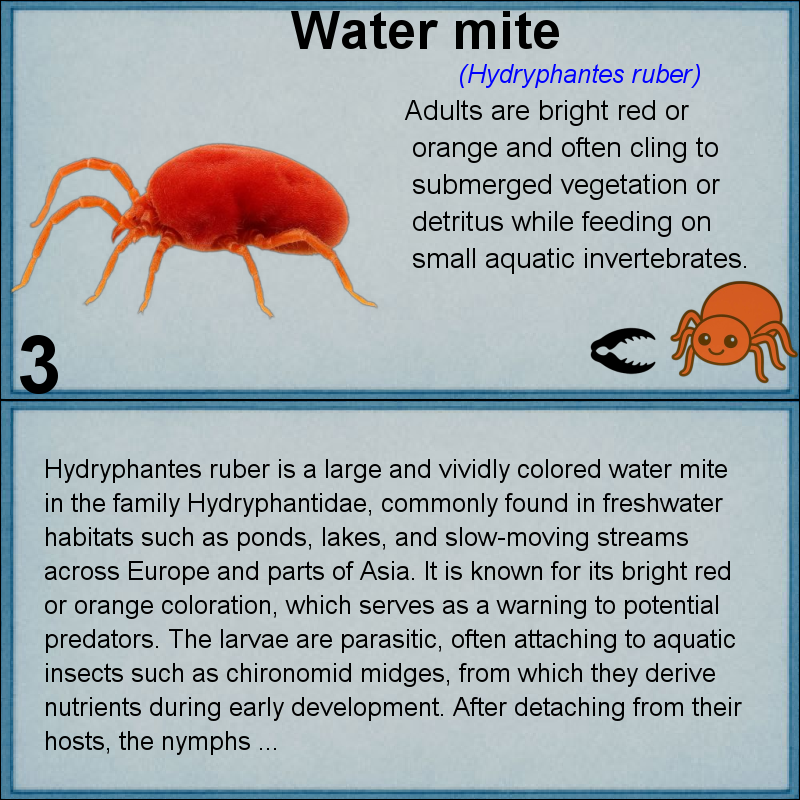 Water mite
(Hydryphantes ruber)
Adults are bright red or
orange and often cling to
submerged vegetation or
detritus while feeding on
small aquatic invertebrates.
3
Hydryphantes ruber is a large and vividly colored water mite
in the family Hydryphantidae, commonly found in freshwater
habitats such as ponds, lakes, and slow-moving streams
across Europe and parts of Asia. It is known for its bright red
or orange coloration, which serves as a warning to potential
predators. The larvae are parasitic, often attaching to aquatic
insects such as chironomid midges, from which they derive
nutrients during early development. After detaching from their
hosts, the nymphs ...